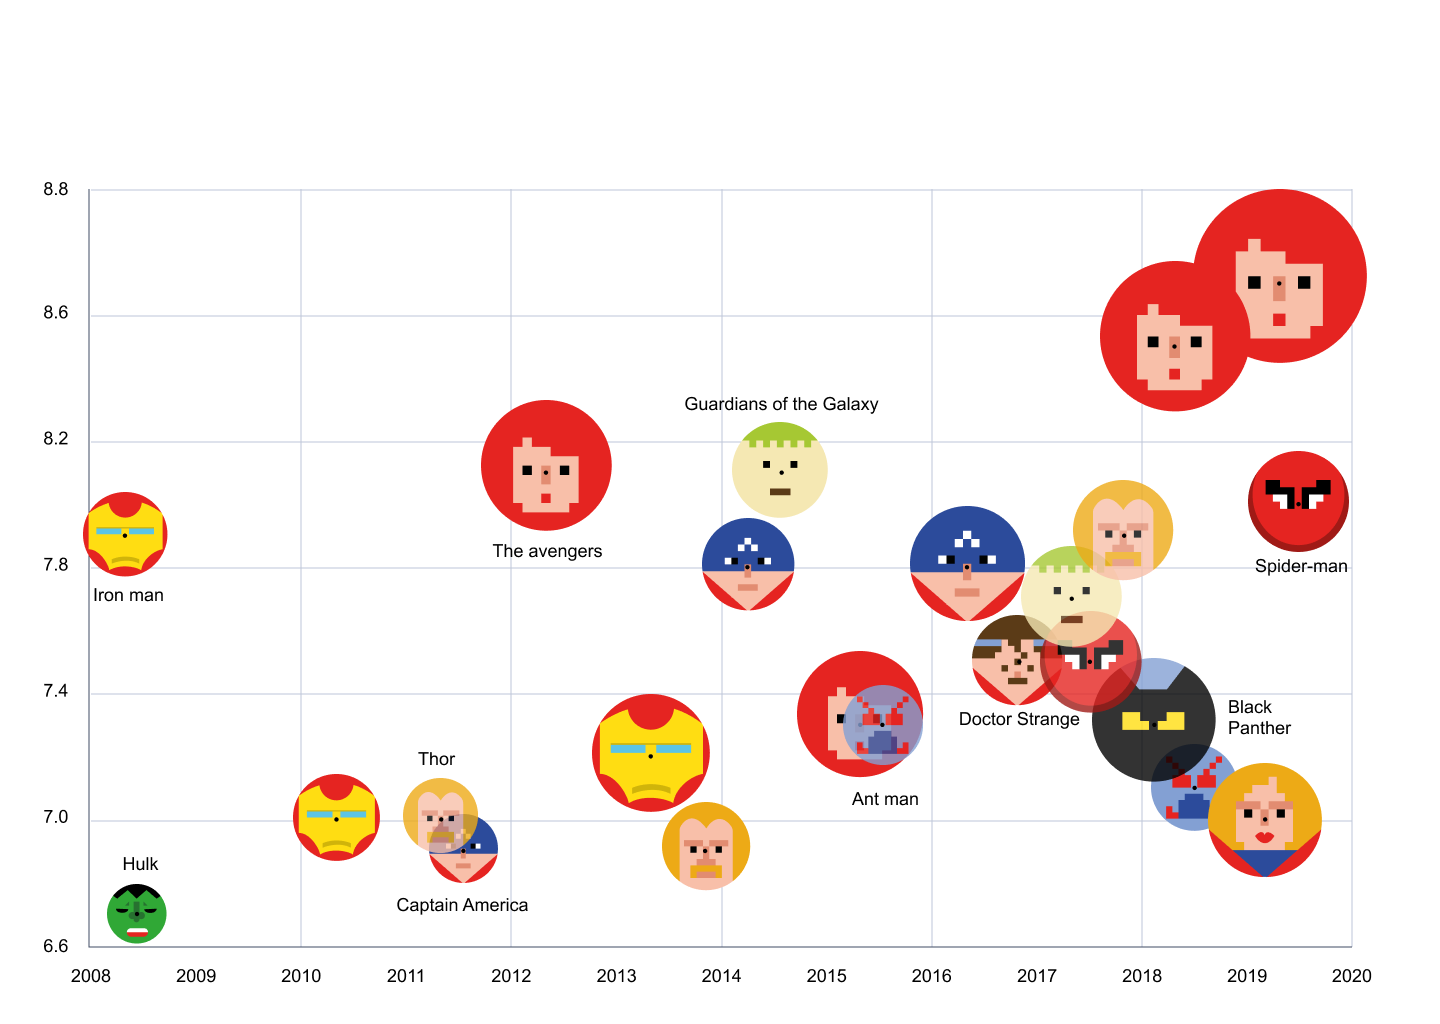 8.8
8.6
8.2
7.8
7.4
7.0
6.6
Guardians of the Galaxy
The avengers
Iron man
Spider-man
Doctor Strange
Black
Panther
Thor
Ant man
Hulk
Captain America
2008 2009 2010 2011 2012 2013 2014 2015 2016 2017 2018 2019 2020